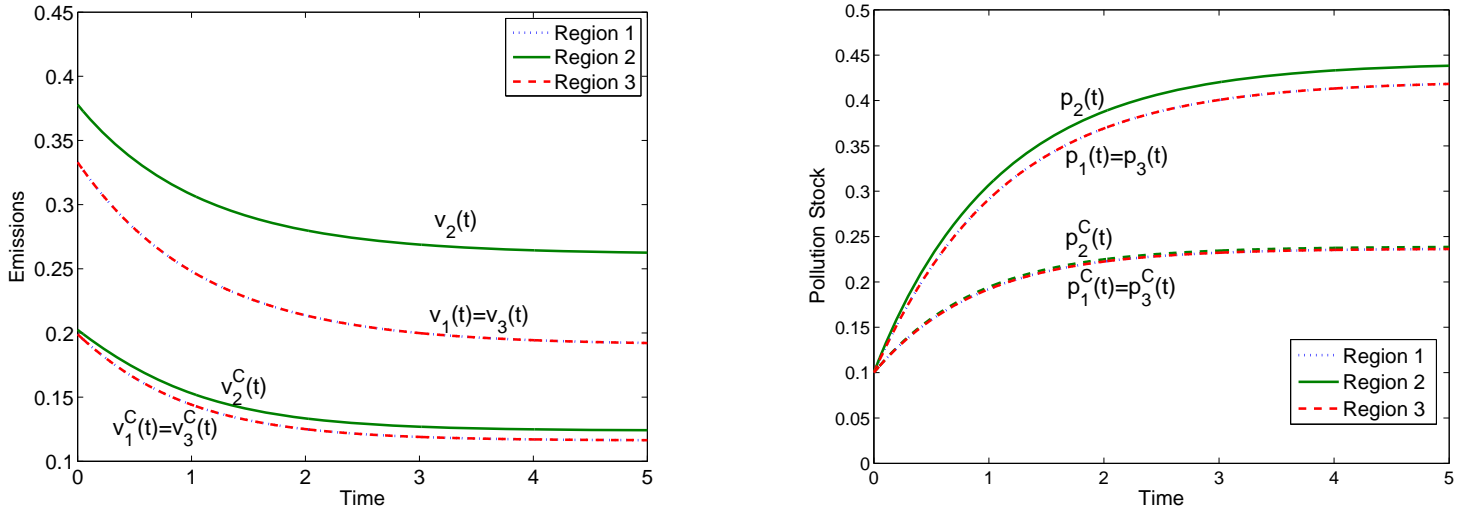 Emissions
0.45
0.4
0.35
0.3
0.25
0.2
0.15
0.1
0 1 2 3 4 5
Time
Region 1
Region 2
Region 3
v2(t)
v1(t)=v3(t)
v2C(t)
v1C(t)=v3C(t)
Pollution Stock
0.5
0.45
0.4
0.35
0.3
0.25
0.2
0.15
0.1
0.05
0
0 1 2 3 4 5
Time
p2(t)
p1(t)=p3(t)
p2C(t)
p1C(t)=p3C(t)
Region 1
Region 2
Region 3